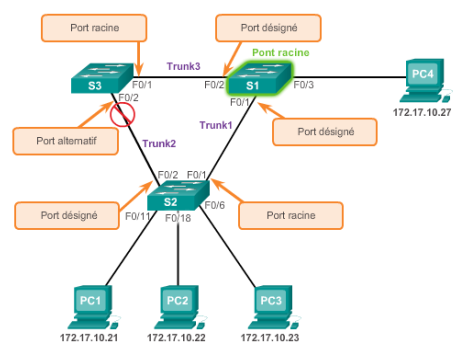 Port racine
Port désigné
Pont racine
Trunk3
S3
F0/1
F0/2
S1
F0/3
PC4
F0/2
F0/1
172.17.10.27
Port alternatif
Trunk2
Trunk1
Port désigné
F0/2
F0/1
Port désigné
S2
F0/11
F0/18
F0/6
Port racine
PC1
PC2
PC3
172.17.10.21
172.17.10.22
172.17.10.23